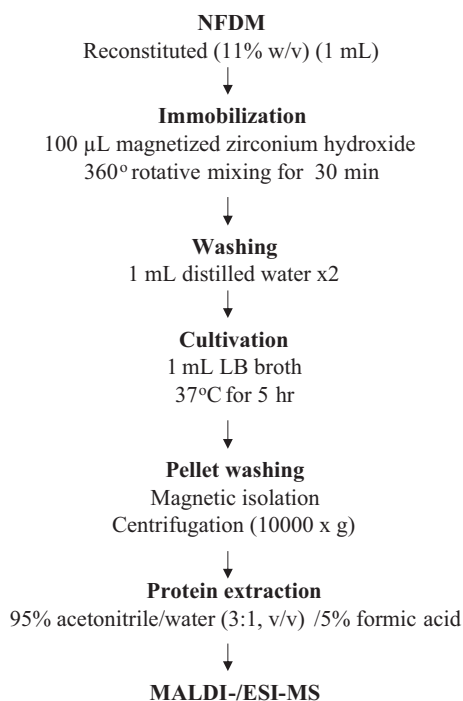 NFDM
Reconstituted (11% w/v) (1 mL)
Immobilization
100 µL magnetized zirconium hydroxide
360° rotative mixing for 30 min
Washing
1 mL distilled water x2
Cultivation
1 mL LB broth
37°C for 5 hr
Pellet washing
Magnetic isolation
Centrifugation (10000 x g)
Protein extraction
95% acetonitrile/water (3:1, v/v) /5% formic acid
MALDI-/ESI-MS